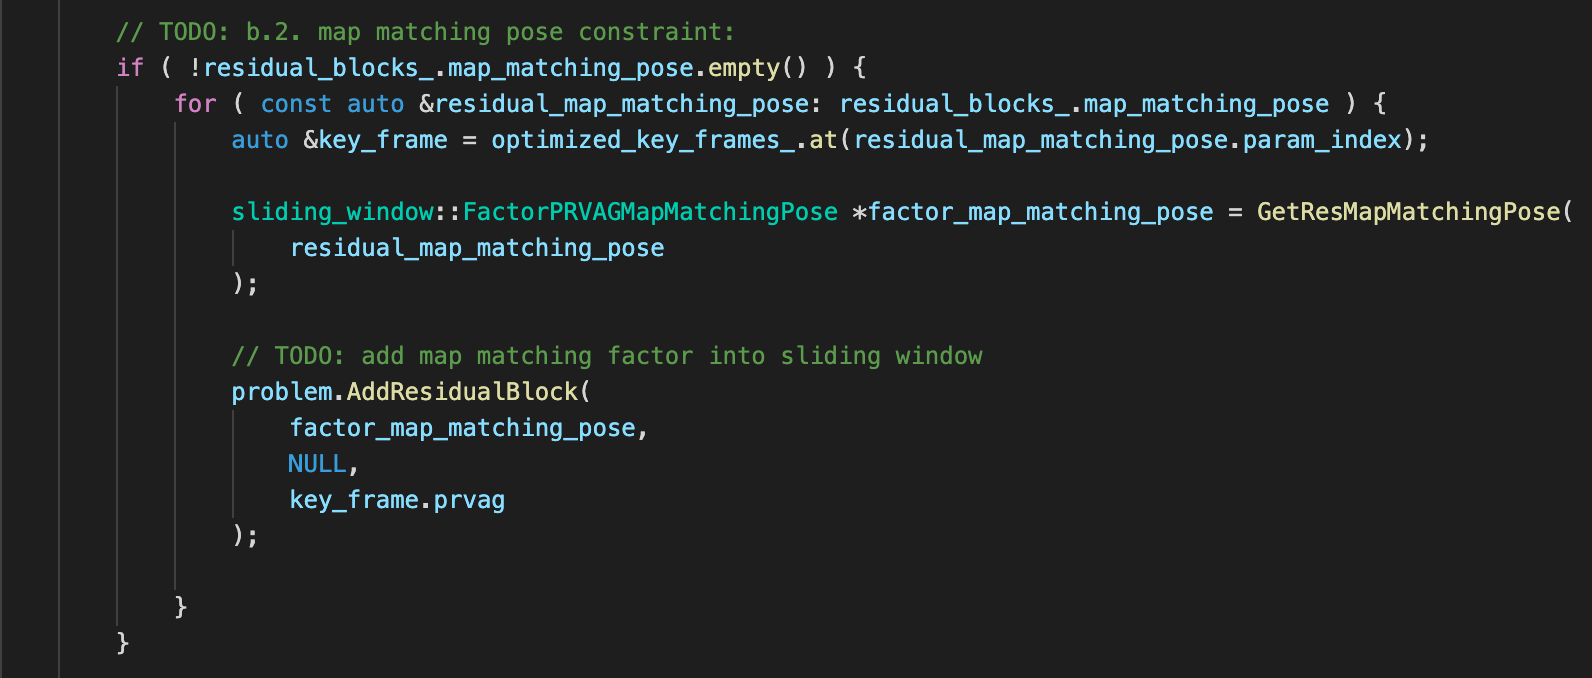 // TODO: b.2. map matching pose constraint:
if ( !residual_blocks_.map_matching_pose.empty() ) {
for ( const auto &residual_map_matching_pose: residual_blocks_.map_matching_pose ) {
auto &key_frame = optimized_key_frames_.at(residual_map_matching_pose.param_index);
sliding_window::FactorPRVAGMapMatchingPose *factor_map_matching_pose = GetResMapMatchingPose(
residual_map_matching_pose
);
// TODO: add map matching factor into sliding window
problem.AddResidualBlock(
factor_map_matching_pose,
NULL,
key_frame.prvag
);
}
}